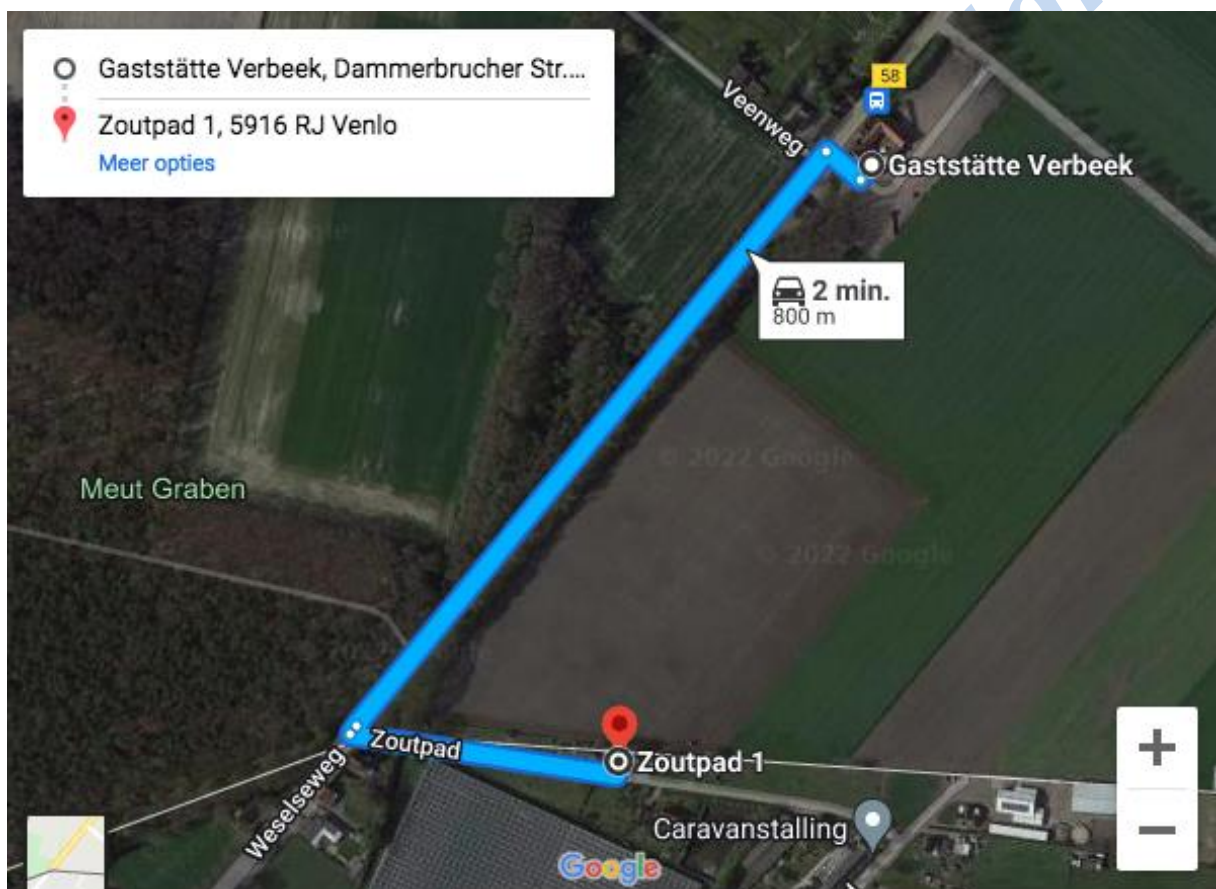 Gaststätte Verbeek, Dammerbrucher Str....
Zoutpad 1, 5916 RJ Venlo
Meer opties
58
Veenweg
Gaststätte Verbeek
2 min.
800 m
© 2022 Google
Meut Graben
© 2022 Google
Zoutpad
Zoutpad 1
Weselseweg
Caravanstalling
Google
+
−